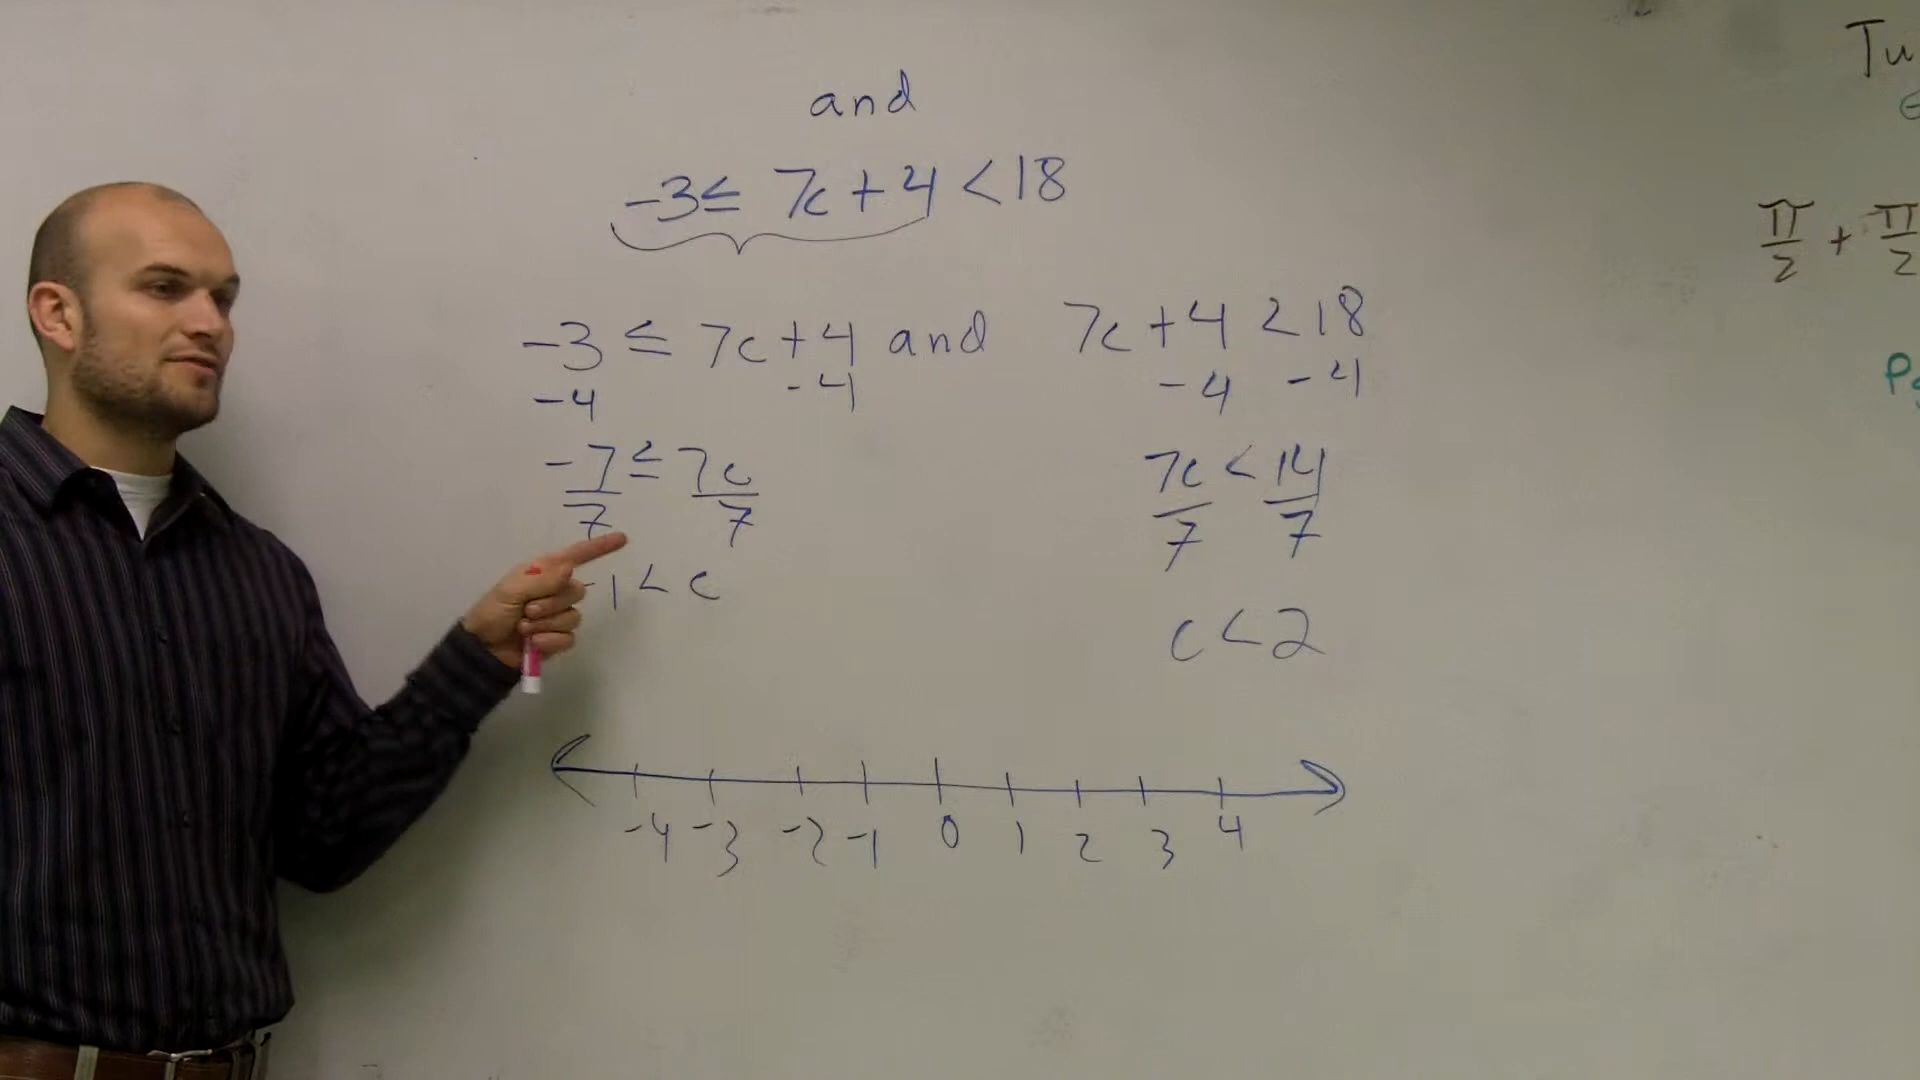 and
-3 ≤ 7c + 4 < 18
-3 ≤ 7c + 4 and 7c + 4 < 18
-4 -4 -4 -4
-7 ≤ 7c 7c < 14
7 7 7 7
-1 < c
c < 2
-4 -3 -2 -1 0 1 2 3 4
Tu
π/2 + π/2